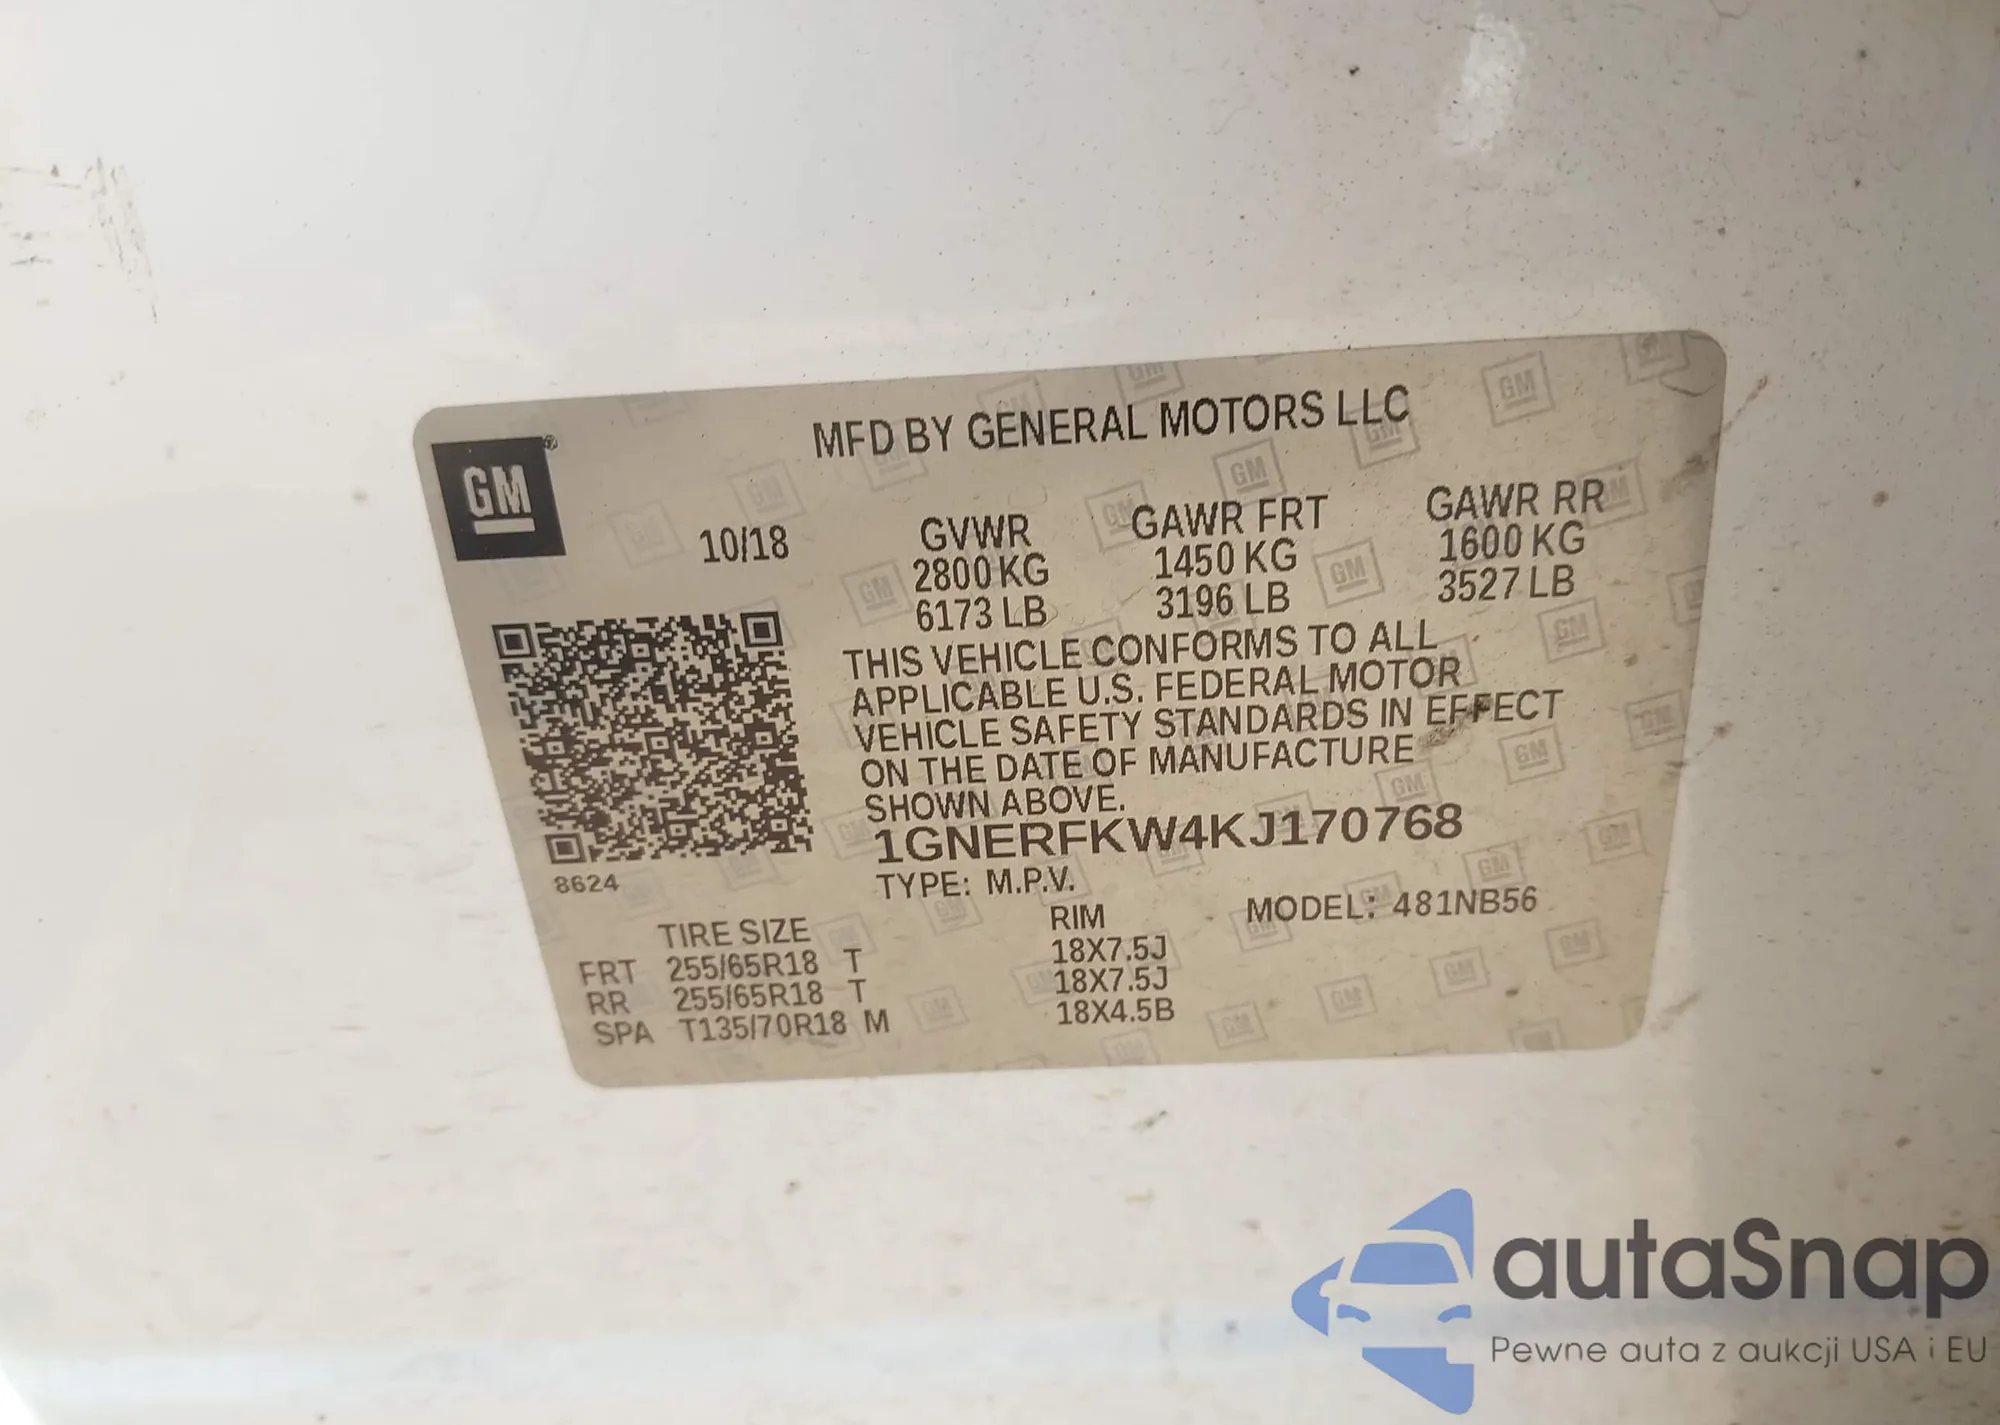 GM®
MFD BY GENERAL MOTORS LLC
10/18
GVWR GAWR FRT GAWR RR
2800 KG 1450 KG 1600 KG
6173 LB 3196 LB 3527 LB
THIS VEHICLE CONFORMS TO ALL
APPLICABLE U.S. FEDERAL MOTOR
VEHICLE SAFETY STANDARDS IN EFFECT
ON THE DATE OF MANUFACTURE
SHOWN ABOVE.
1GNERFKW4KJ170768
8624
TYPE: M.P.V.
MODEL: 481NB56
TIRE SIZE RIM
FRT 255/65R18 T 18X7.5J
RR 255/65R18 T 18X7.5J
SPA T135/70R18 M 18X4.5B
autaSnap
Pewne auta z aukcji USA i EU